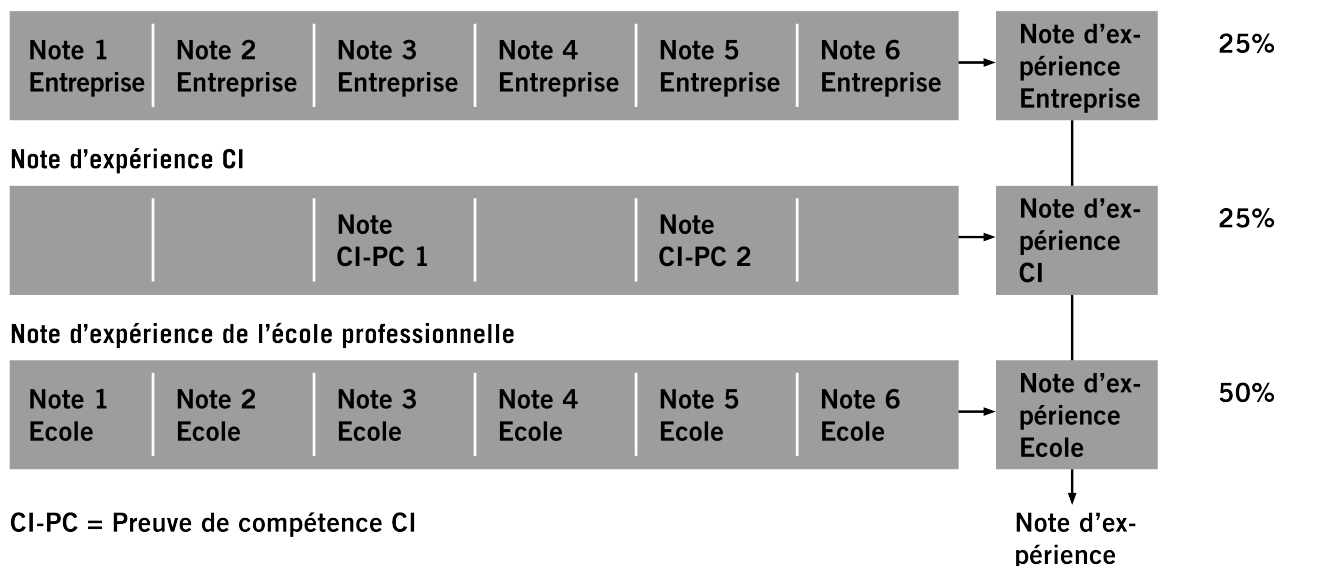 Note 1 Entreprise
Note 2 Entreprise
Note 3 Entreprise
Note 4 Entreprise
Note 5 Entreprise
Note 6 Entreprise
Note d'ex-
périence
Entreprise
25%
Note d'expérience CI
Note
CI-PC 1
Note
CI-PC 2
Note d'ex-
périence
CI
25%
Note d'expérience de l'école professionnelle
Note 1
Ecole
Note 2
Ecole
Note 3
Ecole
Note 4
Ecole
Note 5
Ecole
Note 6
Ecole
Note d'ex-
périence
Ecole
50%
CI-PC = Preuve de compétence CI
Note d'ex-
périence